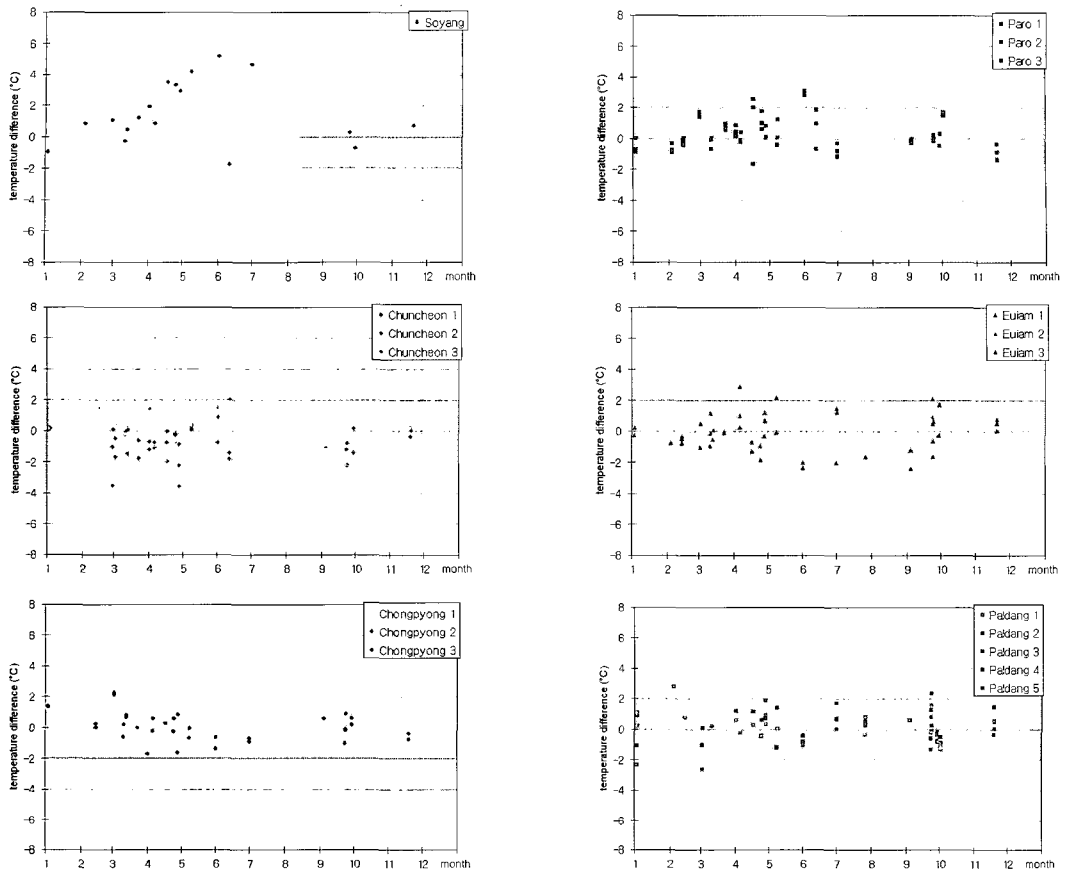 Soyang
temperature difference (°C)
8
6
4
2
0
-2
-4
-6
-8
1 2 3 4 5 6 7 8 9 10 11 12 month
Paro 1
Paro 2
Paro 3
temperature difference (°C)
8
6
4
2
0
-2
-4
-6
-8
1 2 3 4 5 6 7 8 9 10 11 12 month
Chuncheon 1
Chuncheon 2
Chuncheon 3
temperature difference (°C)
8
6
4
2
0
-2
-4
-6
-8
1 2 3 4 5 6 7 8 9 10 11 12 month
Euiam 1
Euiam 2
Euiam 3
temperature difference (°C)
8
6
4
2
0
-2
-4
-6
-8
1 2 3 4 5 6 7 8 9 10 11 12 month
Chongpyong 1
Chongpyong 2
Chongpyong 3
temperature difference (°C)
8
6
4
2
0
-2
-4
-6
-8
1 2 3 4 5 6 7 8 9 10 11 12 month
Paldang 1
Paldang 2
Paldang 3
Paldang 4
Paldang 5
temperature difference (°C)
8
6
4
2
0
-2
-4
-6
-8
1 2 3 4 5 6 7 8 9 10 11 12 month